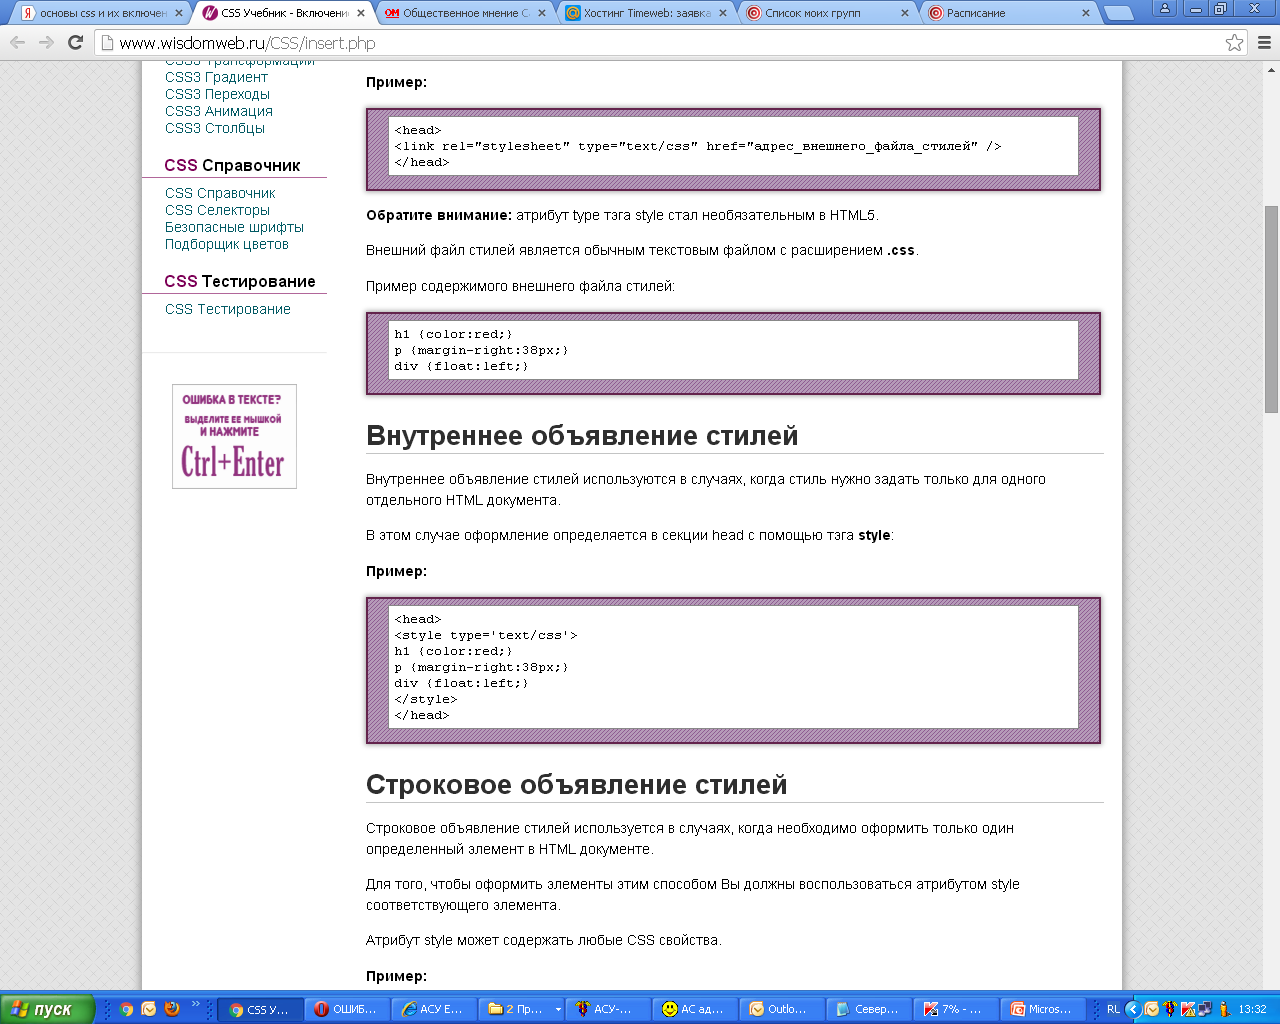 основы css и их включен
CSS Учебник - Включени
Общественное мнение С
Хостинг Timeweb: заявка
Список моих групп
Расписание
www.wisdomweb.ru/CSS/insert.php
CSS3 Трансформации
CSS3 Градиент
CSS3 Переходы
CSS3 Анимация
CSS3 Столбцы
CSS Справочник
CSS Справочник
CSS Селекторы
Безопасные шрифты
Подборщик цветов
CSS Тестирование
CSS Тестирование
ОШИБКА В ТЕКСТЕ?
ВЫДЕЛИТЕ ЕЕ МЫШКОЙ
И НАЖМИТЕ
Ctrl+Enter
Пример:
<head>
<link rel="stylesheet" type="text/css" href="адрес_внешнего_файла_стилей" />
</head>
Обратите внимание: атрибут type тэга style стал необязательным в HTML5.
Внешний файл стилей является обычным текстовым файлом с расширением .css.
Пример содержимого внешнего файла стилей:
h1 {color:red;}
p {margin-right:38px;}
div {float:left;}
Внутреннее объявление стилей
Внутреннее объявление стилей используются в случаях, когда стиль нужно задать только для одного
отдельного HTML документа.
В этом случае оформление определяется в секции head с помощью тэга style:
Пример:
<head>
<style type='text/css'>
h1 {color:red;}
p {margin-right:38px;}
div {float:left;}
</style>
</head>
Строковое объявление стилей
Строковое объявление стилей используется в случаях, когда необходимо оформить только один
определенный элемент в HTML документе.
Для того, чтобы оформить элементы этим способом Вы должны воспользоваться атрибутом style
соответствующего элемента.
Атрибут style может содержать любые CSS свойства.
Пример:
пуск
CSS У...
ОШИБ...
АСУ Е...
2 Пр...
АСУ-...
АС ад...
Outlo...
Север...
7% - ...
Micros...
RL
13:32